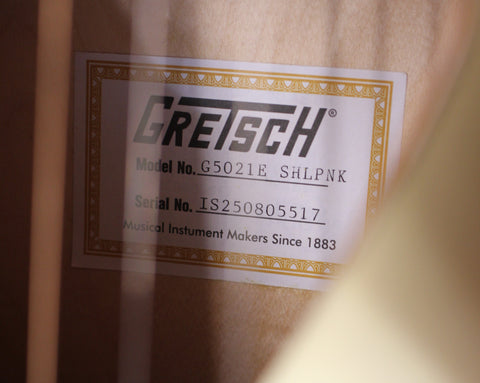 GRETSCH®
Model No. G5021E SHLPNK
Serial No. IS250805517
Musical Instument Makers Since 1883